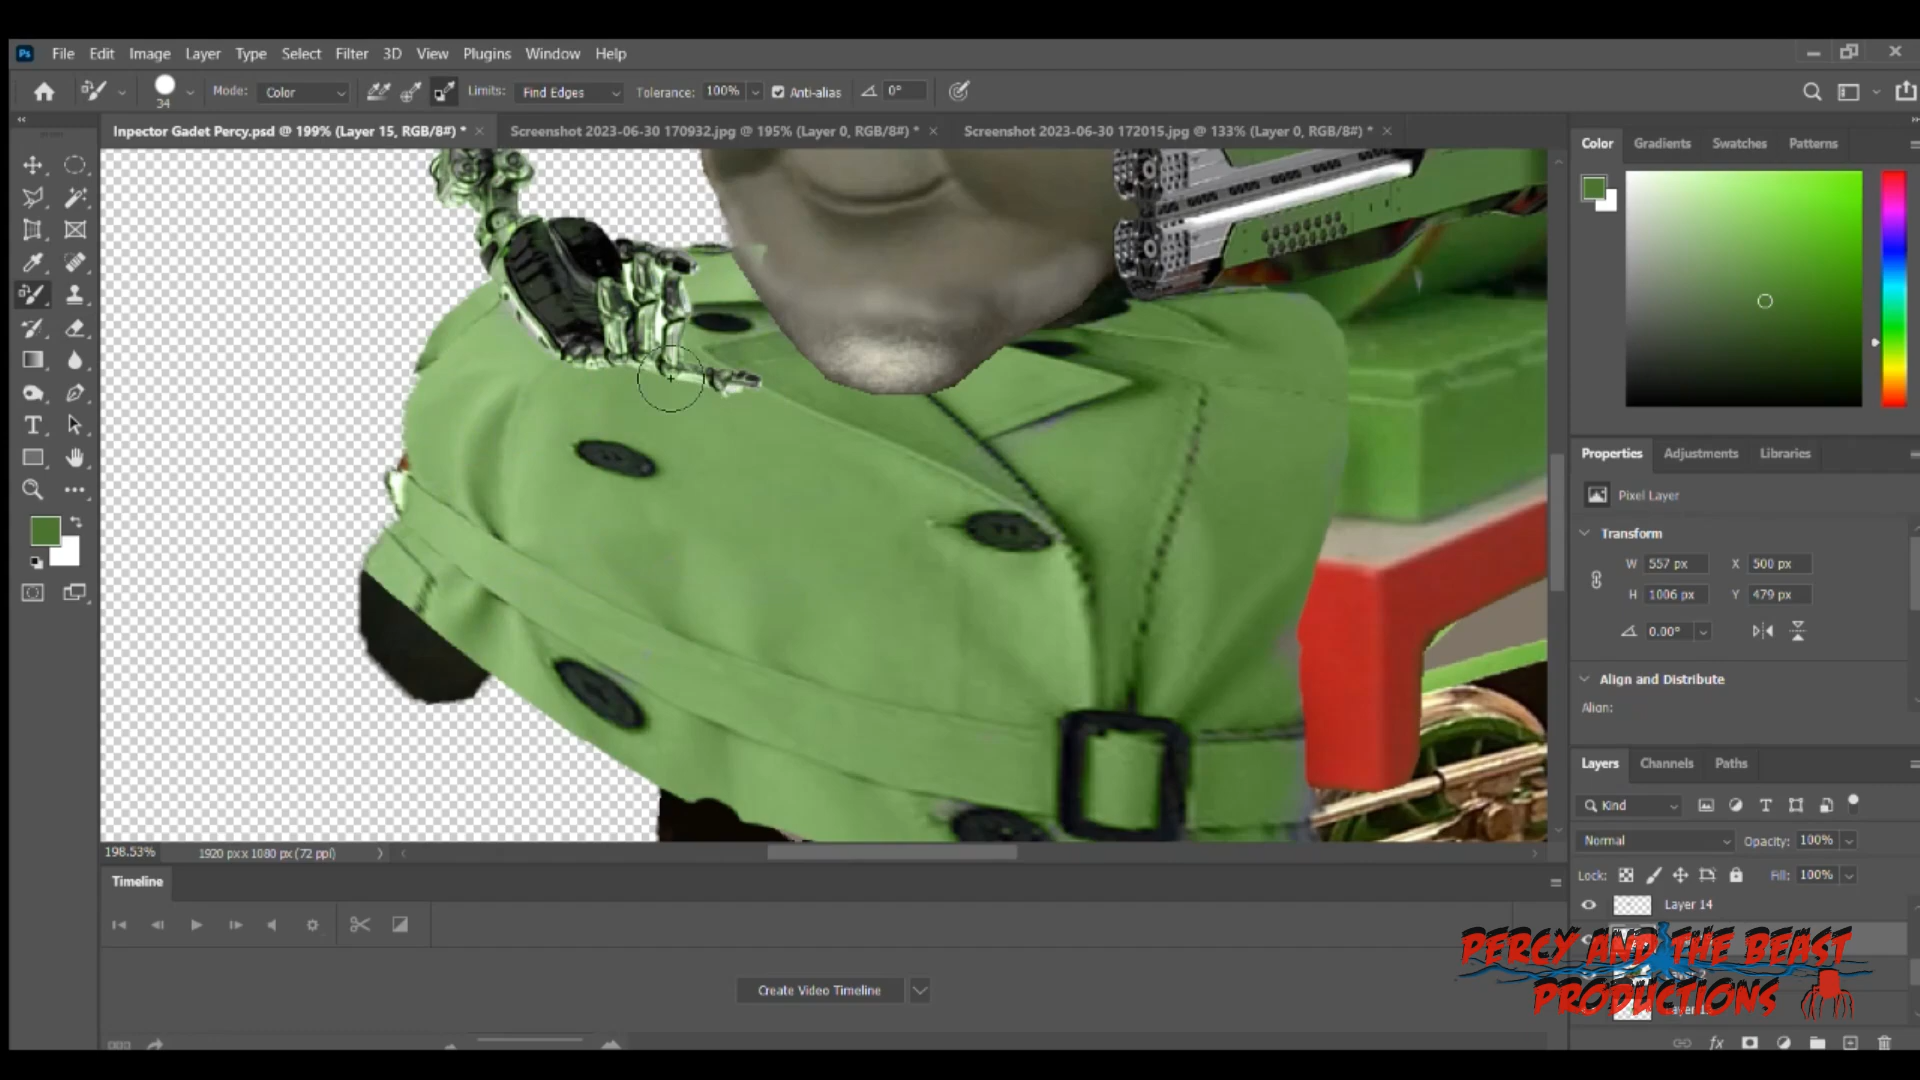 Ps File Edit Image Layer Type Select Filter 3D View Plugins Window Help
34 Mode: Color Limits: Find Edges Tolerance: 100% Anti-alias 0°
Inpector Gadet Percy.psd @ 199% (Layer 15, RGB/8#) * Screenshot 2023-06-30 170932.jpg @ 195% (Layer 0, RGB/8#) * Screenshot 2023-06-30 172015.jpg @ 133% (Layer 0, RGB/8#) *
Color Gradients Swatches Patterns
Properties Adjustments Libraries
Pixel Layer
Transform
W 557 px X 500 px
H 1006 px Y 479 px
0.00°
Align and Distribute
Align:
Layers Channels Paths
Kind
Normal Opacity: 100%
Lock: Fill: 100%
Layer 14
198.53% 1920 px x 1080 px (72 ppi)
Timeline
Create Video Timeline
PERCY AND THE BEAST
PRODUCTIONS
fx